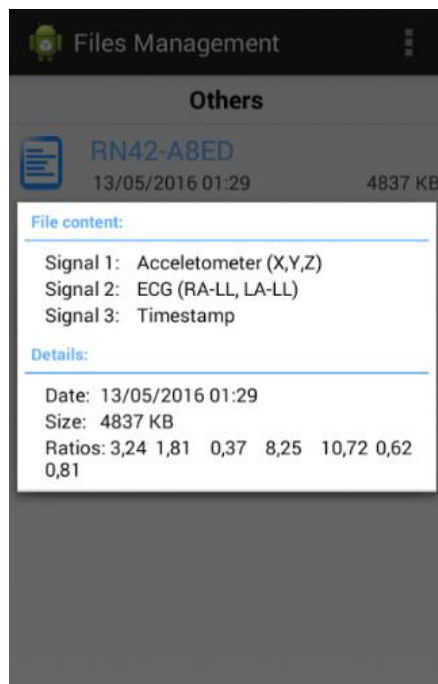 Files Management
Others
RN42-A8ED
13/05/2016 01:29 4837 KB
File content:
Signal 1: Acceletometer (X,Y,Z)
Signal 2: ECG (RA-LL, LA-LL)
Signal 3: Timestamp
Details:
Date: 13/05/2016 01:29
Size: 4837 KB
Ratios: 3,24 1,81 0,37 8,25 10,72 0,62
0,81